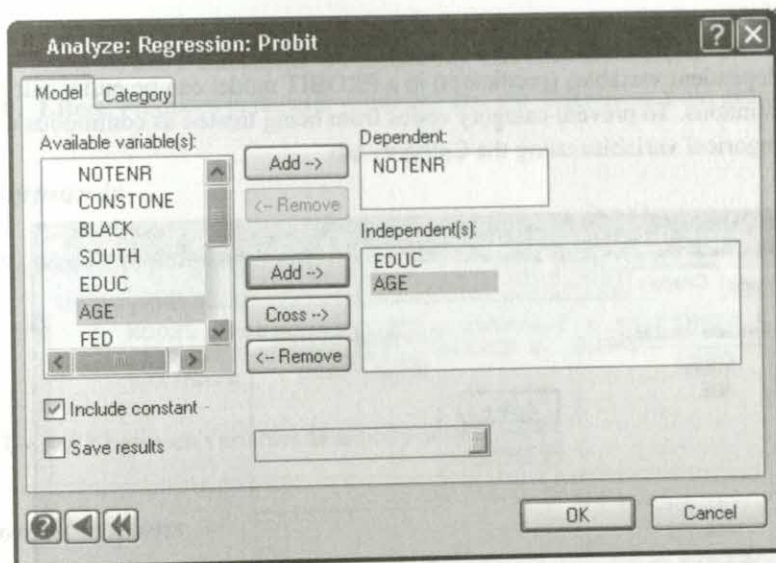 Analyze: Regression: Probit
Model
Category
Available variable(s):
NOTENR
CONSTONE
BLACK
SOUTH
EDUC
AGE
FED
Add -->
<-- Remove
Dependent:
NOTENR
Independent(s):
EDUC
AGE
Add -->
Cross -->
<-- Remove
Include constant
Save results
OK
Cancel